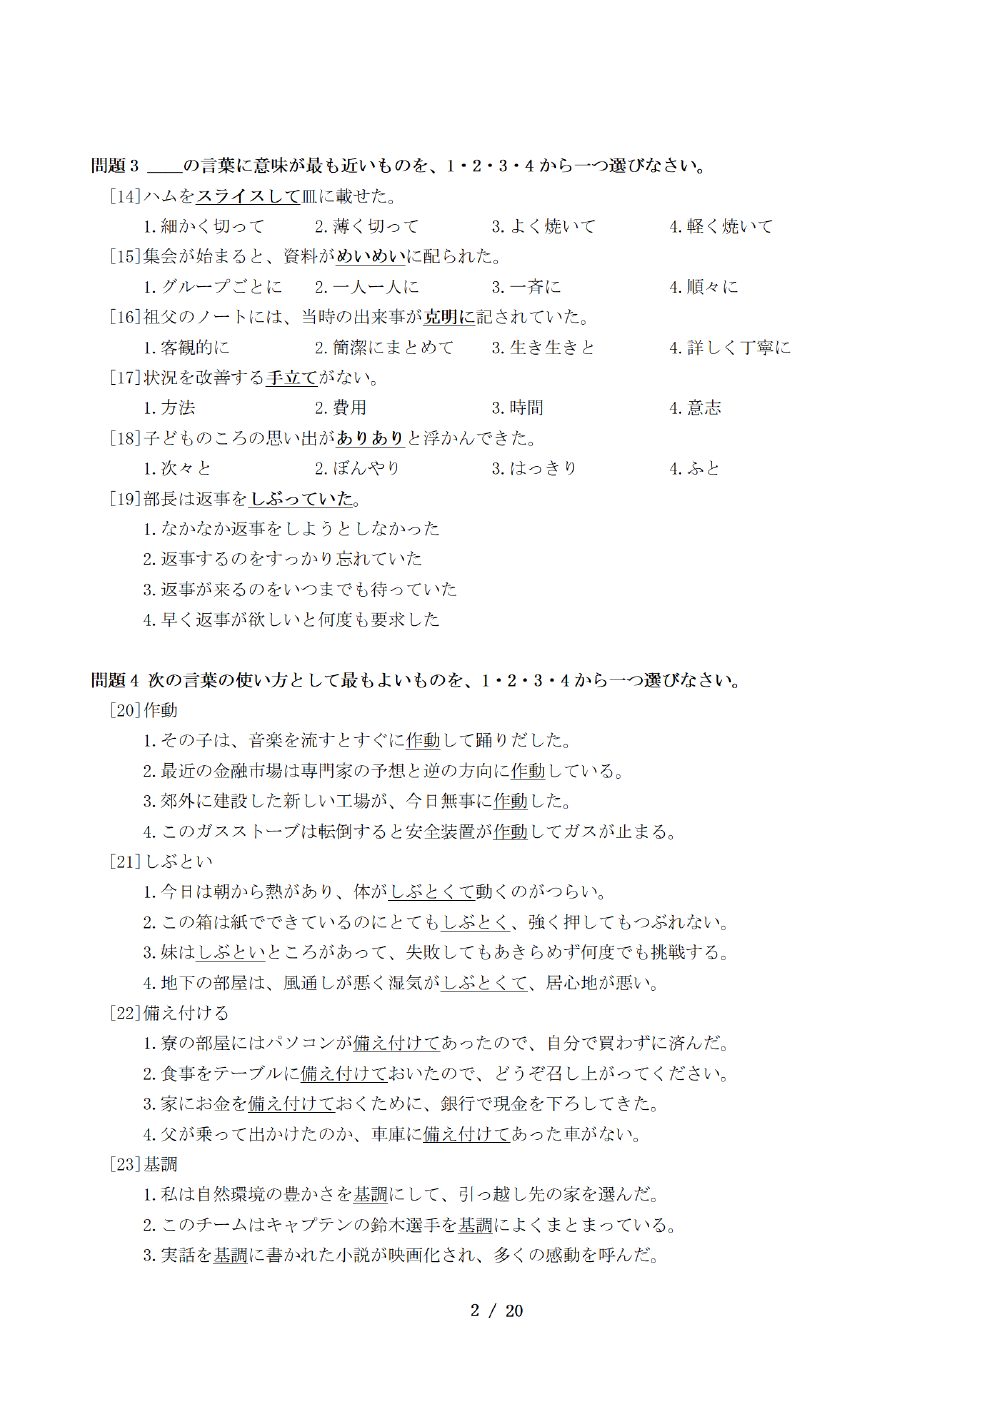 問題3 ____の言葉に意味が最も近いものを、1・2・3・4から一つ選びなさい。
[14]ハムをスライスして皿に載せた。
1.細かく切って 2.薄く切って 3.よく焼いて 4.軽く焼いて
[15]集会が始まると、資料がめいめいに配られた。
1.グループごとに 2.一人一人に 3.一斉に 4.順々に
[16]祖父のノートには、当時の出来事が克明に記されていた。
1.客観的に 2.簡潔にまとめて 3.生き生きと 4.詳しく丁寧に
[17]状況を改善する手立てがない。
1.方法 2.費用 3.時間 4.意志
[18]子どものころの思い出がありありと浮かんできた。
1.次々と 2.ぼんやり 3.はっきり 4.ふと
[19]部長は返事をしぶっていた。
1.なかなか返事をしようとしなかった
2.返事するのをすっかり忘れていた
3.返事が来るのをいつまでも待っていた
4.早く返事が欲しいと何度も要求した
問題4 次の言葉の使い方として最もよいものを、1・2・3・4から一つ選びなさい。
[20]作動
1.その子は、音楽を流すとすぐに作動して踊りだした。
2.最近の金融市場は専門家の予想と逆の方向に作動している。
3.郊外に建設した新しい工場が、今日無事に作動した。
4.このガスストーブは転倒すると安全装置が作動してガスが止まる。
[21]しぶとい
1.今日は朝から熱があり、体がしぶとくて動くのがつらい。
2.この箱は紙でできているのにとてもしぶとく、強く押してもつぶれない。
3.妹はしぶといところがあって、失敗してもあきらめず何度でも挑戦する。
4.地下の部屋は、風通しが悪く湿気がしぶとくて、居心地が悪い。
[22]備え付ける
1.寮の部屋にはパソコンが備え付けてあったので、自分で買わずに済んだ。
2.食事をテーブルに備え付けておいたので、どうぞ召し上がってください。
3.家にお金を備え付けておくために、銀行で現金を下ろしてきた。
4.父が乗って出かけたのか、車庫に備え付けてあった車がない。
[23]基調
1.私は自然環境の豊かさを基調にして、引っ越し先の家を選んだ。
2.このチームはキャプテンの鈴木選手を基調によくまとまっている。
3.実話を基調に書かれた小説が映画化され、多くの感動を呼んだ。
2 / 20